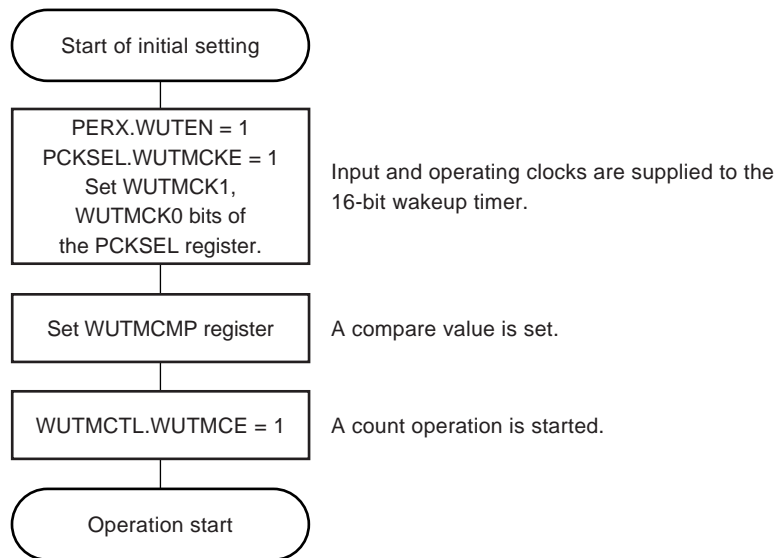 Start of initial setting
PERX.WUTEN = 1
PCKSEL.WUTMCKE = 1
Set WUTMCK1,
WUTMCK0 bits of
the PCKSEL register.
Input and operating clocks are supplied to the
16-bit wakeup timer.
Set WUTMCMP register
A compare value is set.
WUTMCTL.WUTMCE = 1
A count operation is started.
Operation start